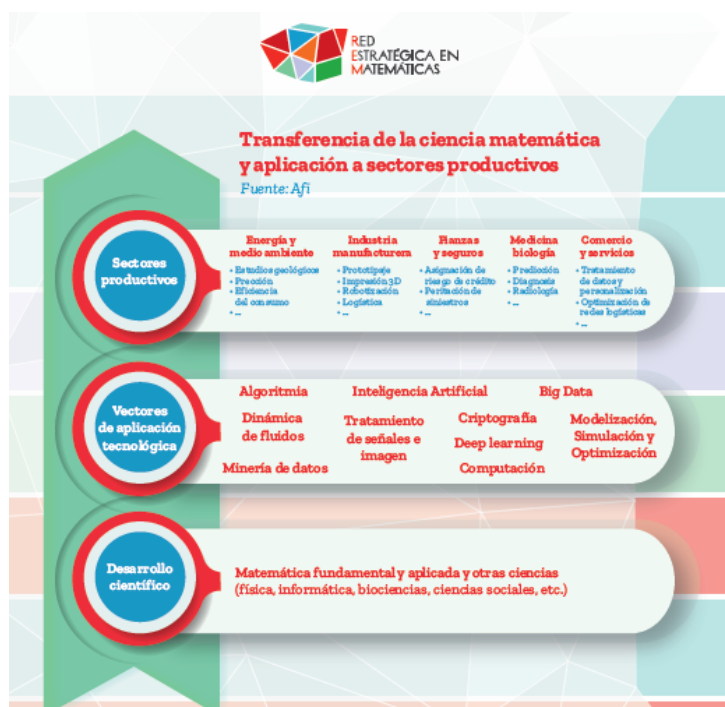 RED
ESTRATÉGICA EN
MATEMÁTICAS
Transferencia de la ciencia matemática
y aplicación a sectores productivos
Fuente: Afi
Sectores
productivos
Energía y
medio ambiente
• Estudios geológicos
• Prección
• Eficiencia
del consumo
• ...
Industria
manufacturera
• Prototipaje
• Impresión 3D
• Robotización
• Logística
• ...
Fianzas
y seguros
• Asignación de
riesgo de crédito
• Peritación de
siniestros
• ...
Medicina
biología
• Predicción
• Diagnosis
• Radiología
• ...
Comercio
y servicios
• Tratamiento
de datos y
personalización
• Optimización de
redes logísticas
• ...
Vectores
de aplicación
tecnológica
Algoritmia
Inteligencia Artificial
Big Data
Dinámica
de fluidos
Tratamiento
de señales e
imagen
Criptografía
Deep learning
Modelización,
Simulación y
Optimización
Minería de datos
Computación
Desarrollo
científico
Matemática fundamental y aplicada y otras ciencias
(física, informática, biociencias, ciencias sociales, etc.)